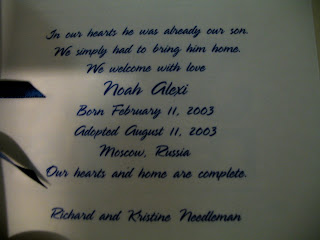 In our hearts he was already our son.
We simply had to bring him home.
We welcome with love
Noah Alexi
Born February 11, 2003
Adopted August 11, 2003
Moscow, Russia
Our hearts and home are complete.
Richard and Kristine Needleman